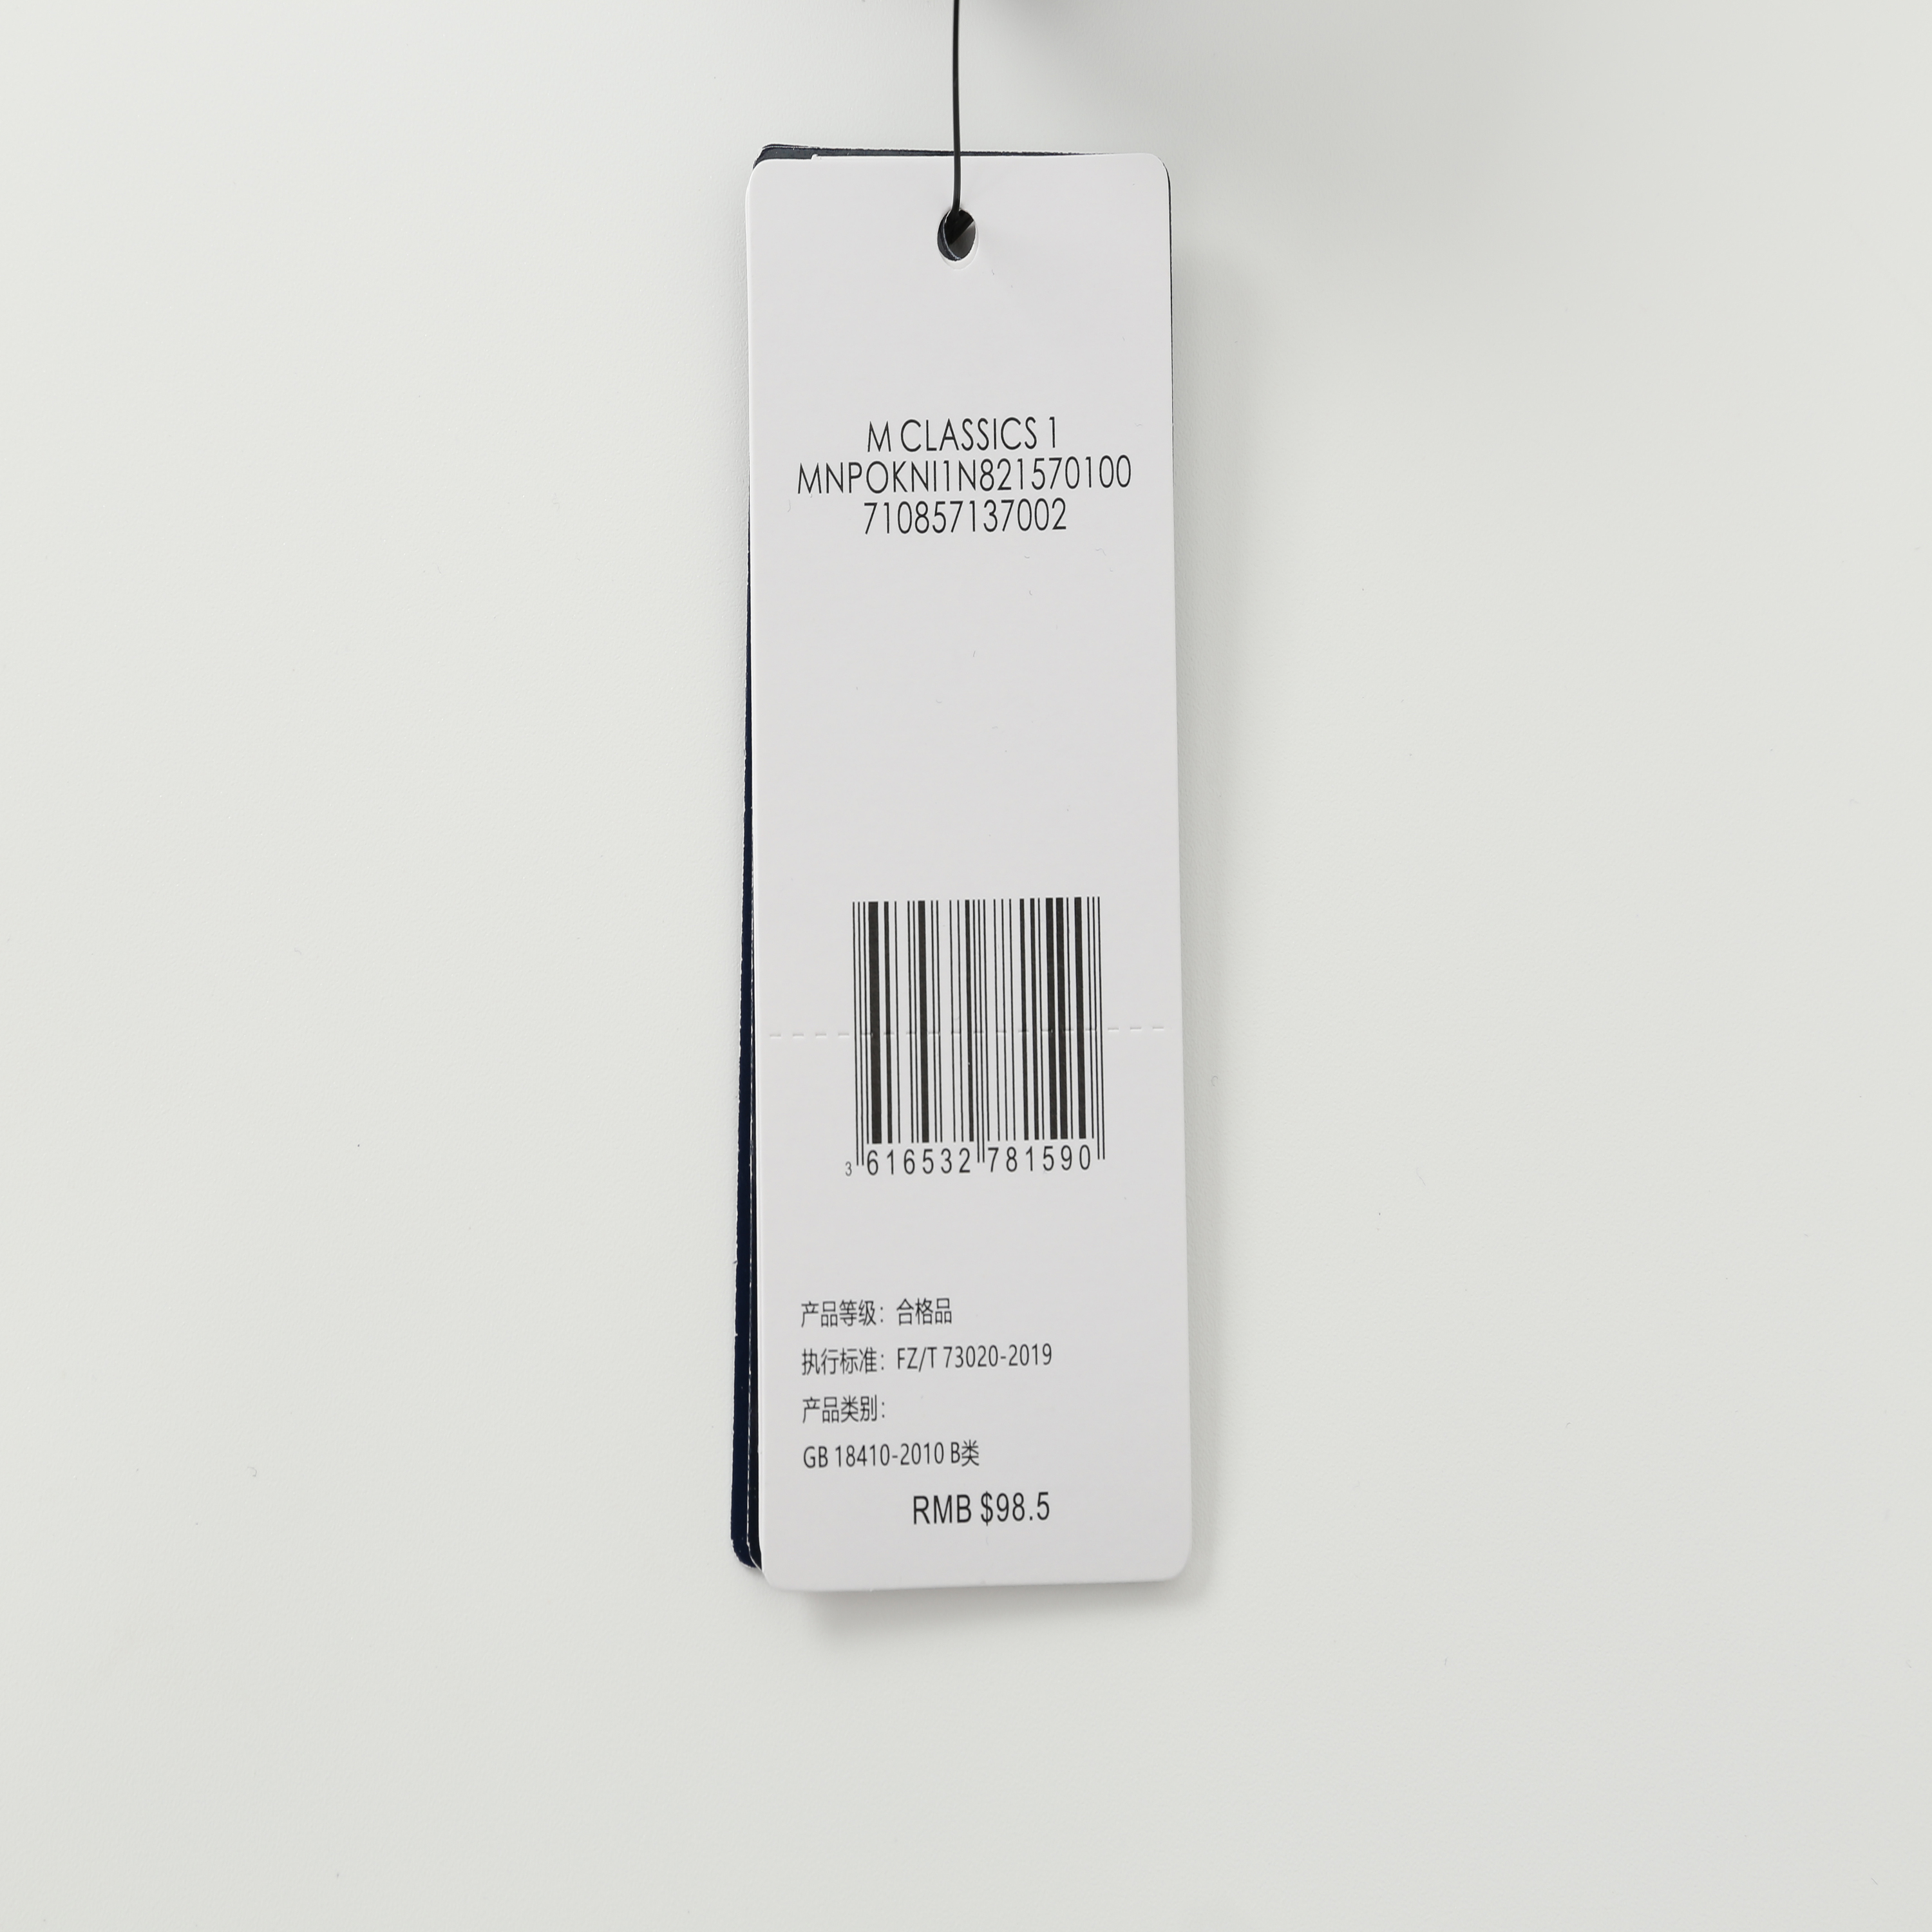 M CLASSICS 1
MNPOKNI1N821570100
710857137002
3 616532 781590
产品等级：合格品
执行标准：FZ/T 73020-2019
产品类别：
GB 18410-2010 B类
RMB $98.5